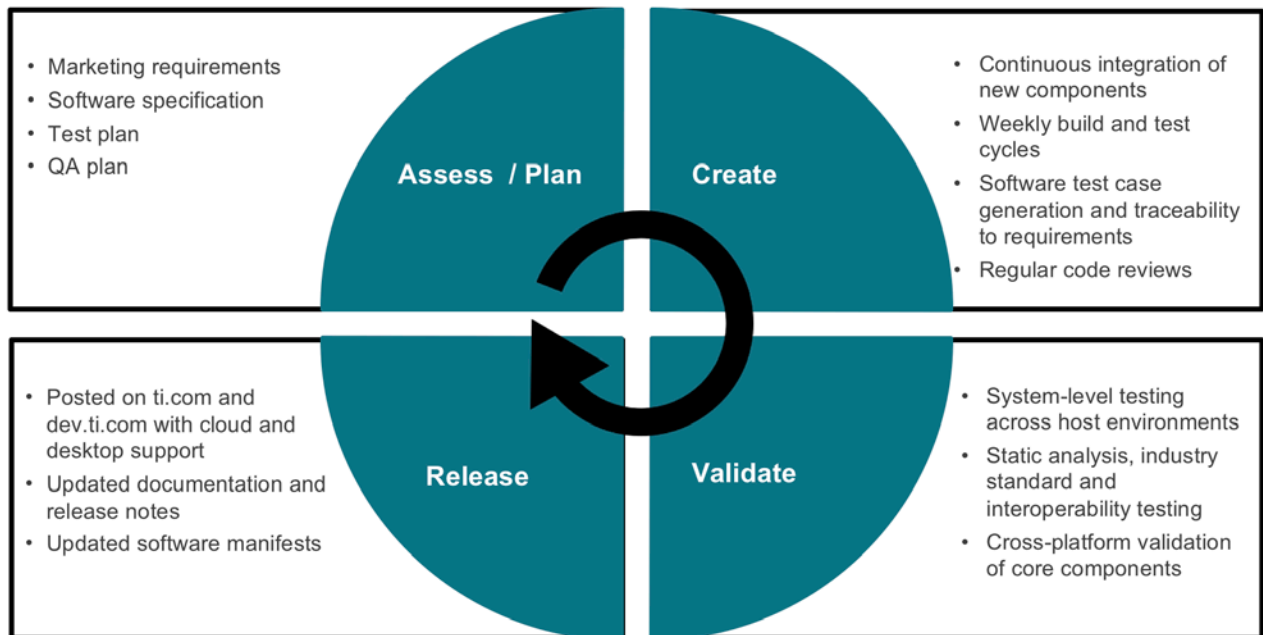 • Marketing requirements
• Software specification
• Test plan
• QA plan
Assess / Plan
Create
• Continuous integration of
new components
• Weekly build and test
cycles
• Software test case
generation and traceability
to requirements
• Regular code reviews
• Posted on ti.com and
dev.ti.com with cloud and
desktop support
• Updated documentation and
release notes
• Updated software manifests
Release
Validate
• System-level testing
across host environments
• Static analysis, industry
standard and
interoperability testing
• Cross-platform validation
of core components